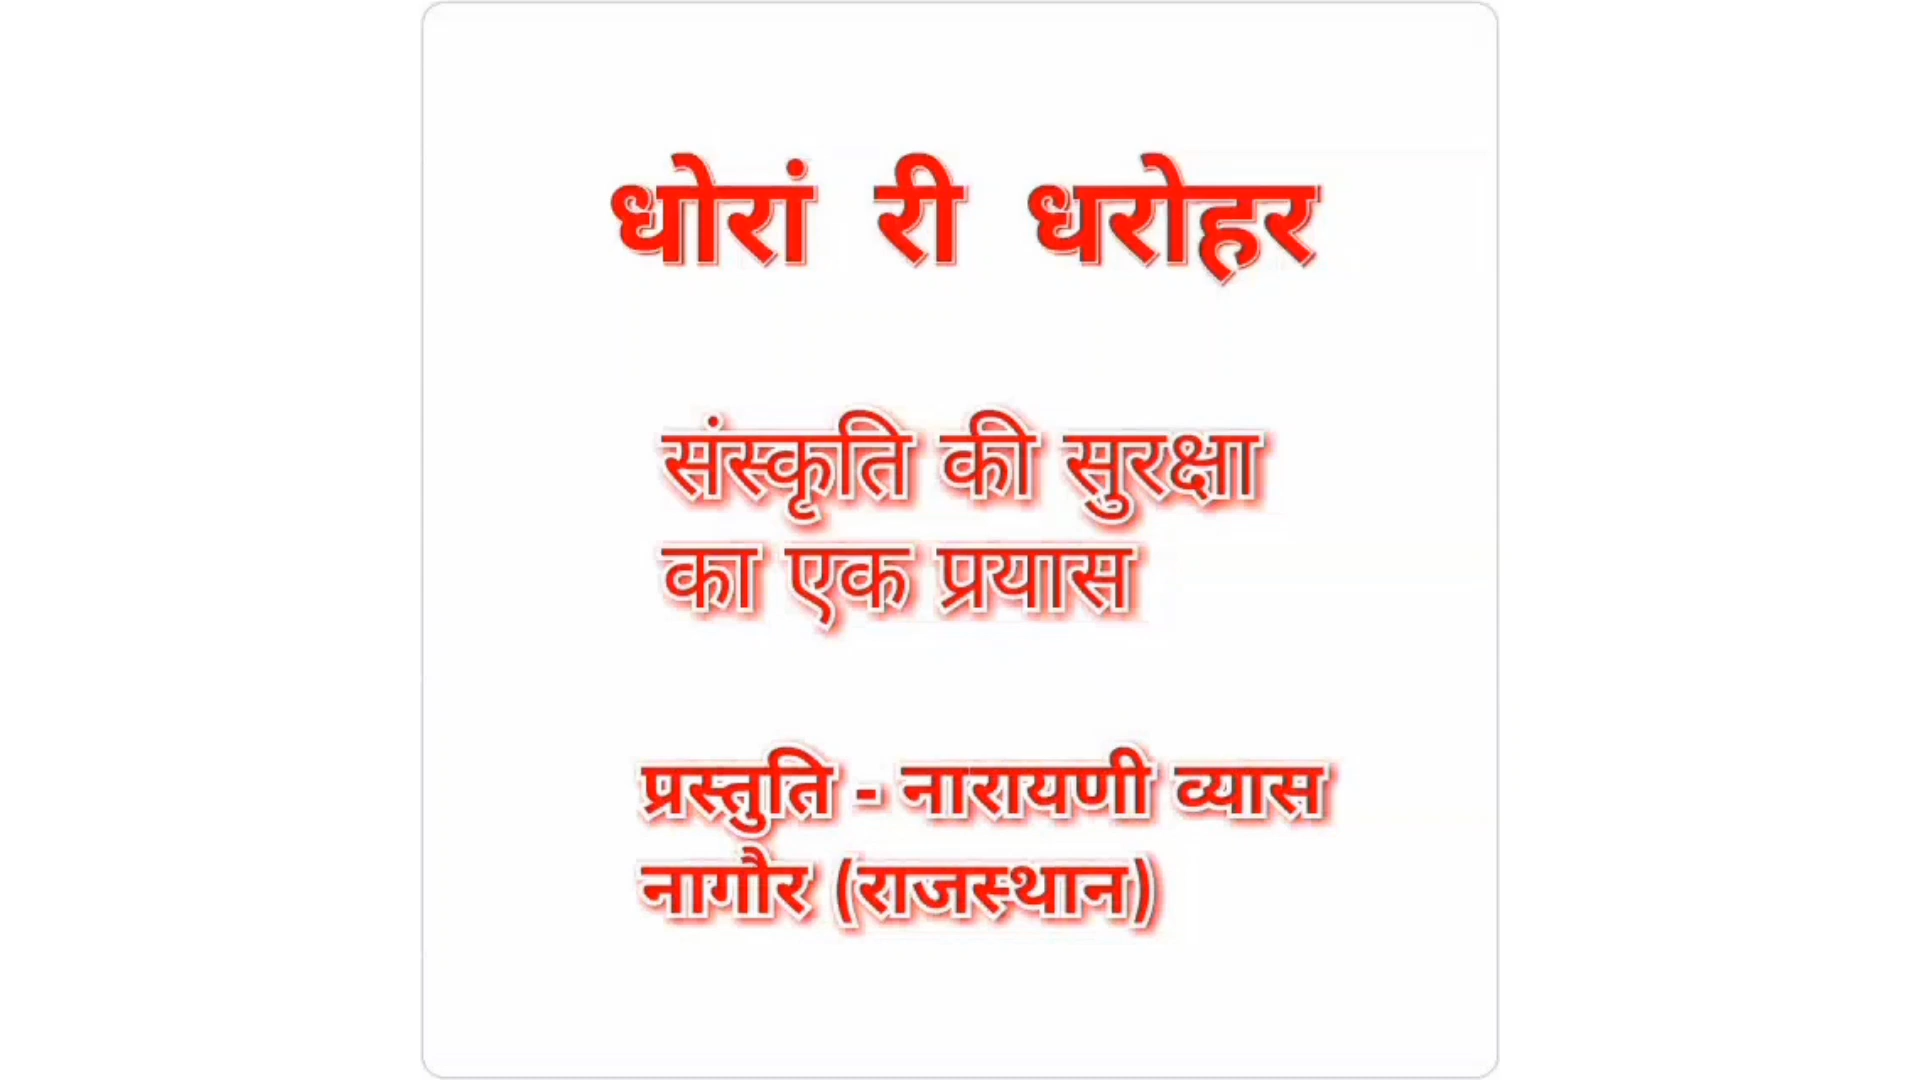 धोरां री धरोहर
संस्कृति की सुरक्षा
का एक प्रयास
प्रस्तुति - नारायणी व्यास
नागौर (राजस्थान)